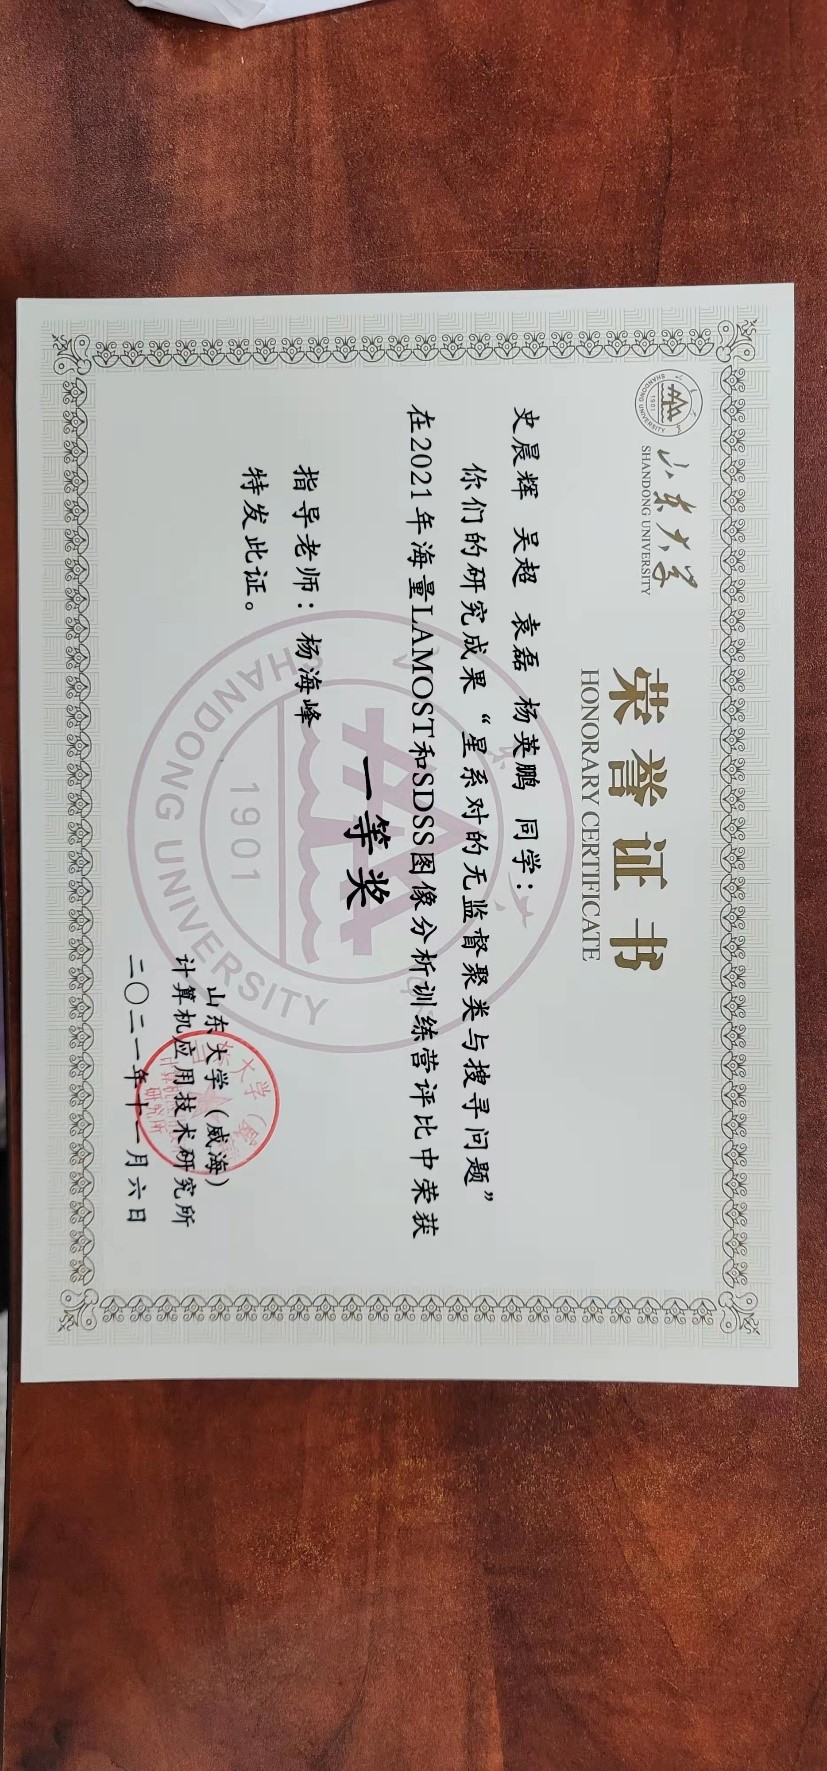 山东大学
SHANDONG UNIVERSITY
荣誉证书
HONORARY CERTIFICATE
史晨辉 吴超 袁磊 杨英鹏 同学：
你们的研究成果“星系对的无监督聚类与搜寻问题”
在2021年海量LAMOST和SDSS图像分析训练营评比中荣获
一等奖
指导老师：杨海峰
特发此证。
SHANDONG UNIVERSITY
1901
山东大学（威海）
计算机应用技术研究所
二〇二一年十一月六日